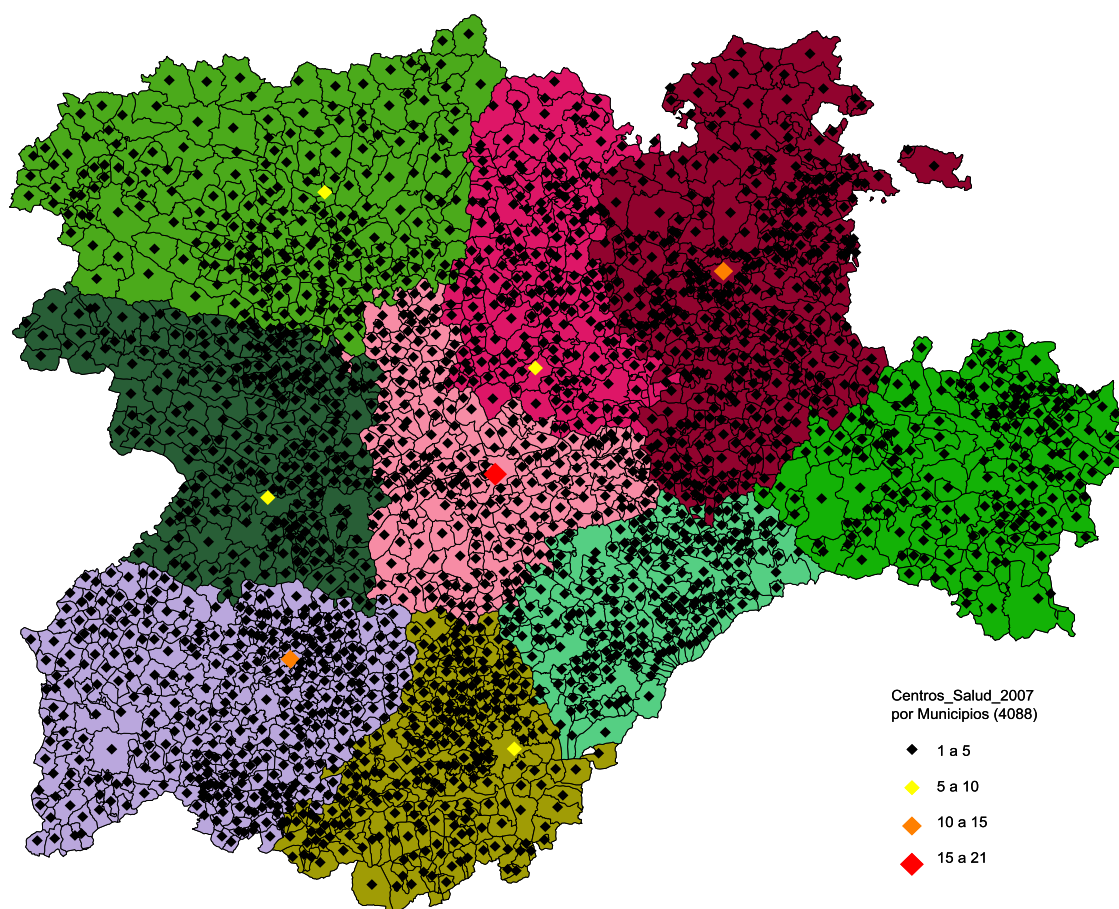 Centros_Salud_2007
por Municipios (4088)
1 a 5
5 a 10
10 a 15
15 a 21